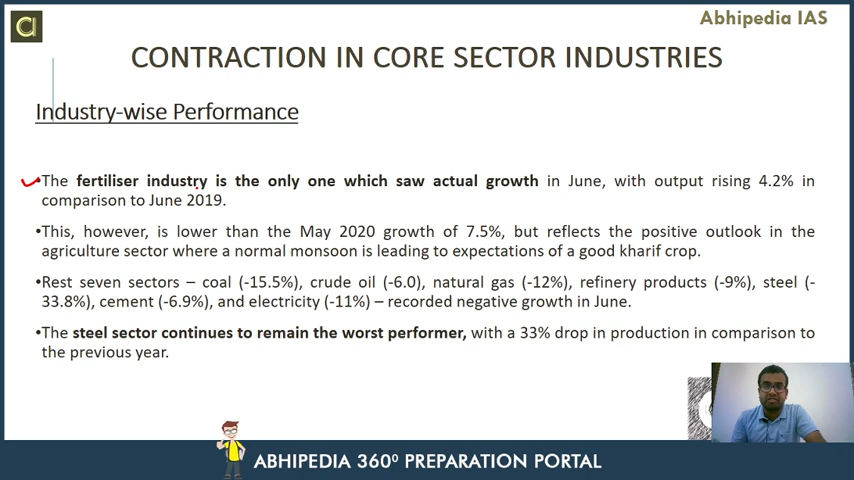 Abhipedia IAS
CONTRACTION IN CORE SECTOR INDUSTRIES
Industry-wise Performance
•The fertiliser industry is the only one which saw actual growth in June, with output rising 4.2% in
comparison to June 2019.
•This, however, is lower than the May 2020 growth of 7.5%, but reflects the positive outlook in the
agriculture sector where a normal monsoon is leading to expectations of a good kharif crop.
•Rest seven sectors – coal (-15.5%), crude oil (-6.0), natural gas (-12%), refinery products (-9%), steel (-
33.8%), cement (-6.9%), and electricity (-11%) – recorded negative growth in June.
•The steel sector continues to remain the worst performer, with a 33% drop in production in comparison to
the previous year.
ABHIPEDIA 360⁰ PREPARATION PORTAL